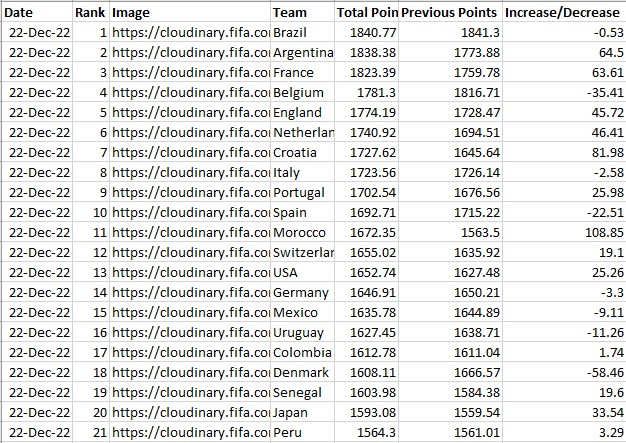 Date Rank Image Team Total Poin Previous Points Increase/Decrease
22-Dec-22 1 https://cloudinary.fifa.co Brazil 1840.77 1841.3 -0.53
22-Dec-22 2 https://cloudinary.fifa.co Argentina 1838.38 1773.88 64.5
22-Dec-22 3 https://cloudinary.fifa.co France 1823.39 1759.78 63.61
22-Dec-22 4 https://cloudinary.fifa.co Belgium 1781.3 1816.71 -35.41
22-Dec-22 5 https://cloudinary.fifa.co England 1774.19 1728.47 45.72
22-Dec-22 6 https://cloudinary.fifa.co Netherlan 1740.92 1694.51 46.41
22-Dec-22 7 https://cloudinary.fifa.co Croatia 1727.62 1645.64 81.98
22-Dec-22 8 https://cloudinary.fifa.co Italy 1723.56 1726.14 -2.58
22-Dec-22 9 https://cloudinary.fifa.co Portugal 1702.54 1676.56 25.98
22-Dec-22 10 https://cloudinary.fifa.co Spain 1692.71 1715.22 -22.51
22-Dec-22 11 https://cloudinary.fifa.co Morocco 1672.35 1563.5 108.85
22-Dec-22 12 https://cloudinary.fifa.co Switzerlar 1655.02 1635.92 19.1
22-Dec-22 13 https://cloudinary.fifa.co USA 1652.74 1627.48 25.26
22-Dec-22 14 https://cloudinary.fifa.co Germany 1646.91 1650.21 -3.3
22-Dec-22 15 https://cloudinary.fifa.co Mexico 1635.78 1644.89 -9.11
22-Dec-22 16 https://cloudinary.fifa.co Uruguay 1627.45 1638.71 -11.26
22-Dec-22 17 https://cloudinary.fifa.co Colombia 1612.78 1611.04 1.74
22-Dec-22 18 https://cloudinary.fifa.co Denmark 1608.11 1666.57 -58.46
22-Dec-22 19 https://cloudinary.fifa.co Senegal 1603.98 1584.38 19.6
22-Dec-22 20 https://cloudinary.fifa.co Japan 1593.08 1559.54 33.54
22-Dec-22 21 https://cloudinary.fifa.co Peru 1564.3 1561.01 3.29